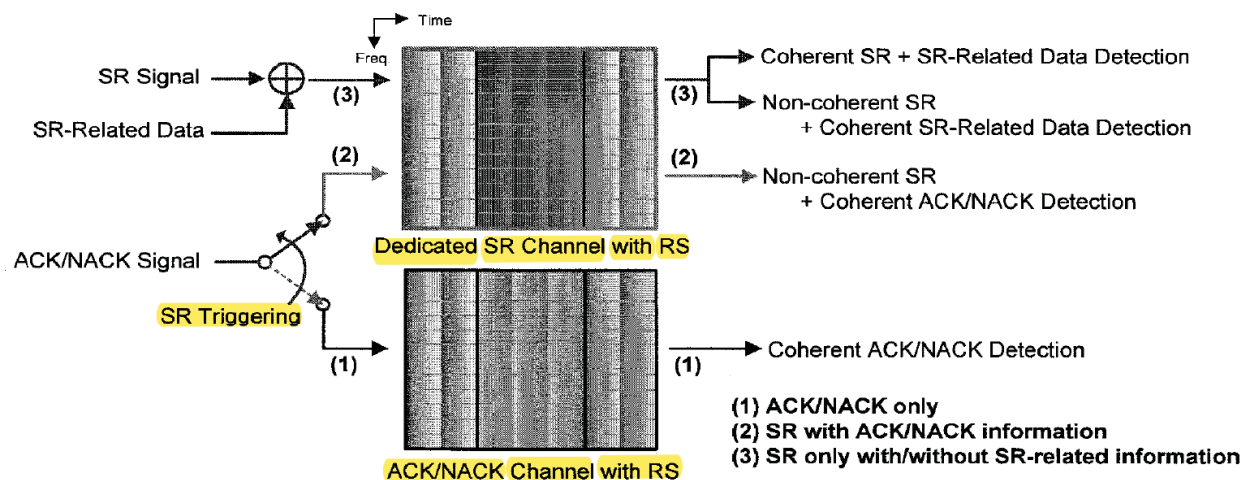 Time
Freq.
SR Signal
SR-Related Data
(3)
(3)
Coherent SR + SR-Related Data Detection
Non-coherent SR
+ Coherent SR-Related Data Detection
(2)
(2)
Non-coherent SR
+ Coherent ACK/NACK Detection
Dedicated SR Channel with RS
ACK/NACK Signal
SR Triggering
(1)
(1)
Coherent ACK/NACK Detection
(1) ACK/NACK only
(2) SR with ACK/NACK information
(3) SR only with/without SR-related information
ACK/NACK Channel with RS